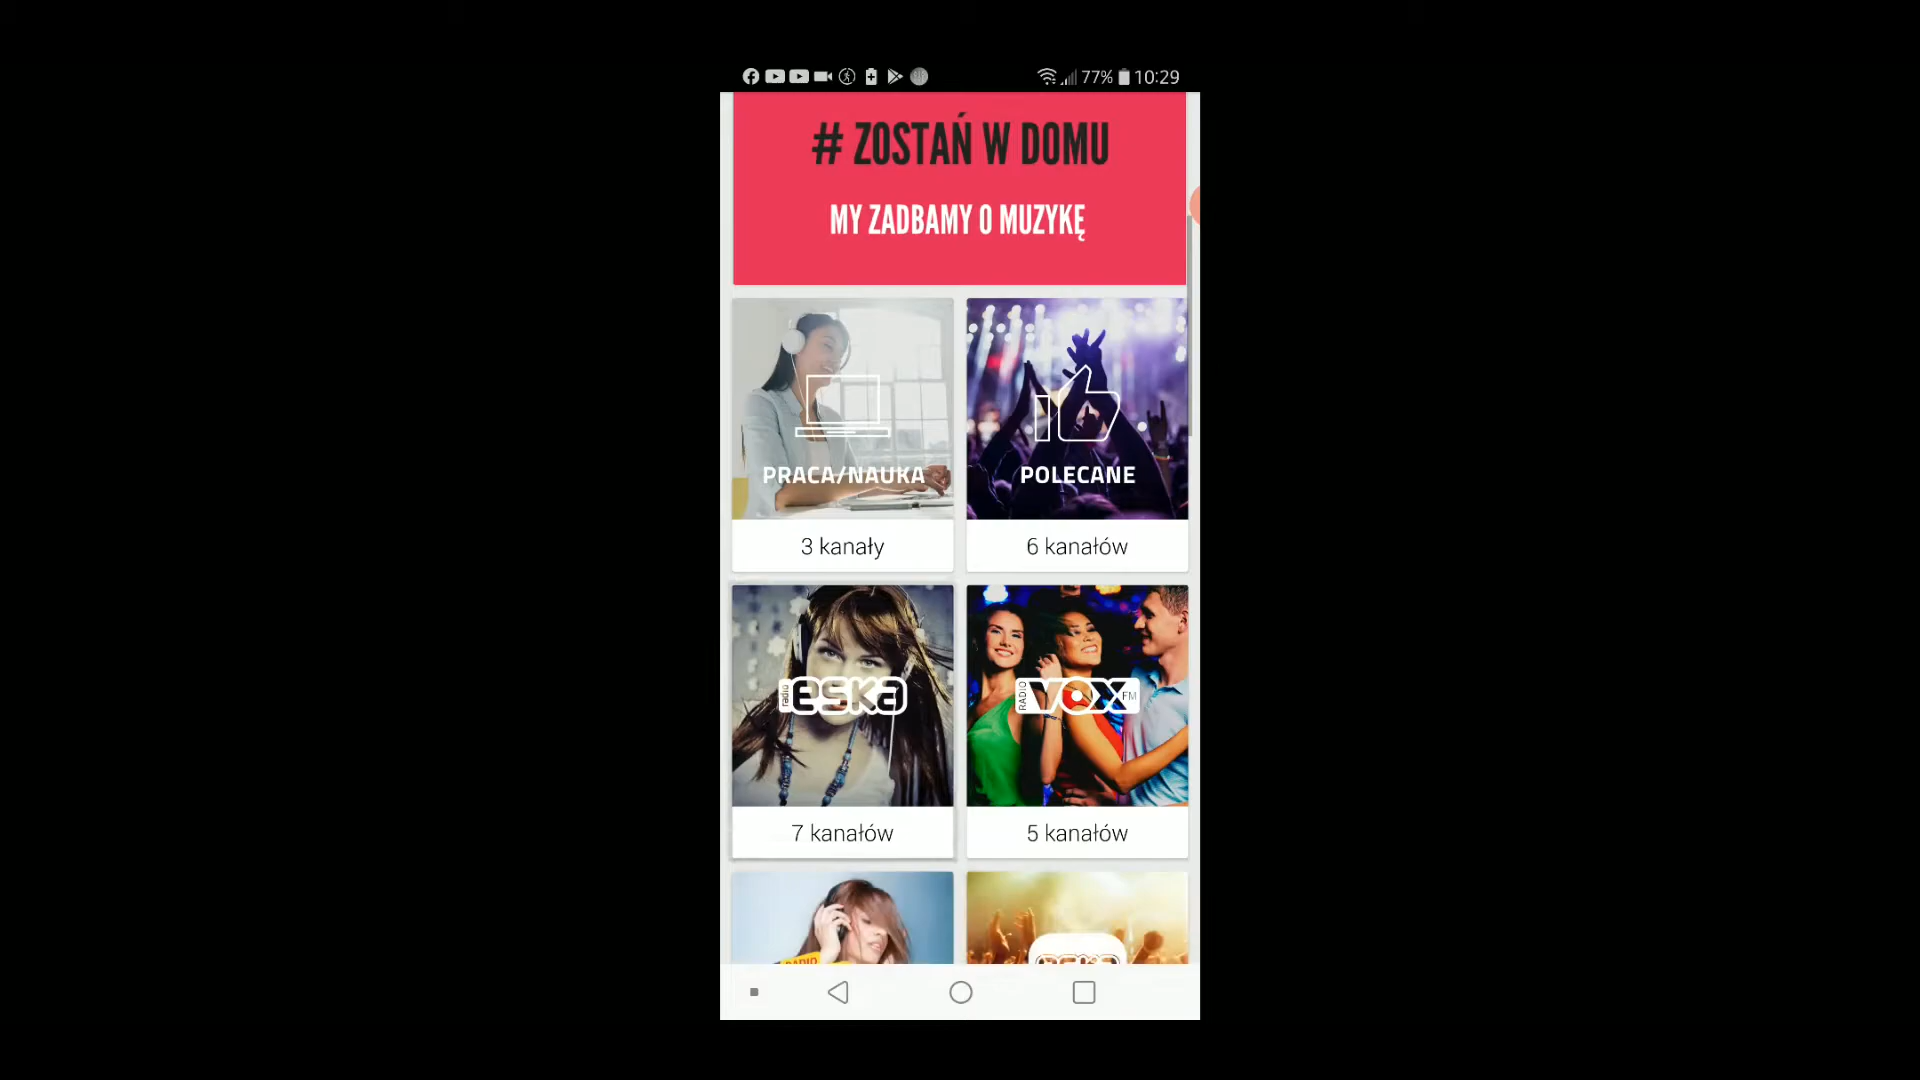 77% 10:29
# ZOSTAŃ W DOMU
MY ZADBAMY O MUZYKĘ
PRACA/NAUKA
POLECANE
3 kanały
6 kanałów
radio eska
RADIO VOX FM
7 kanałów
5 kanałów
RADIO